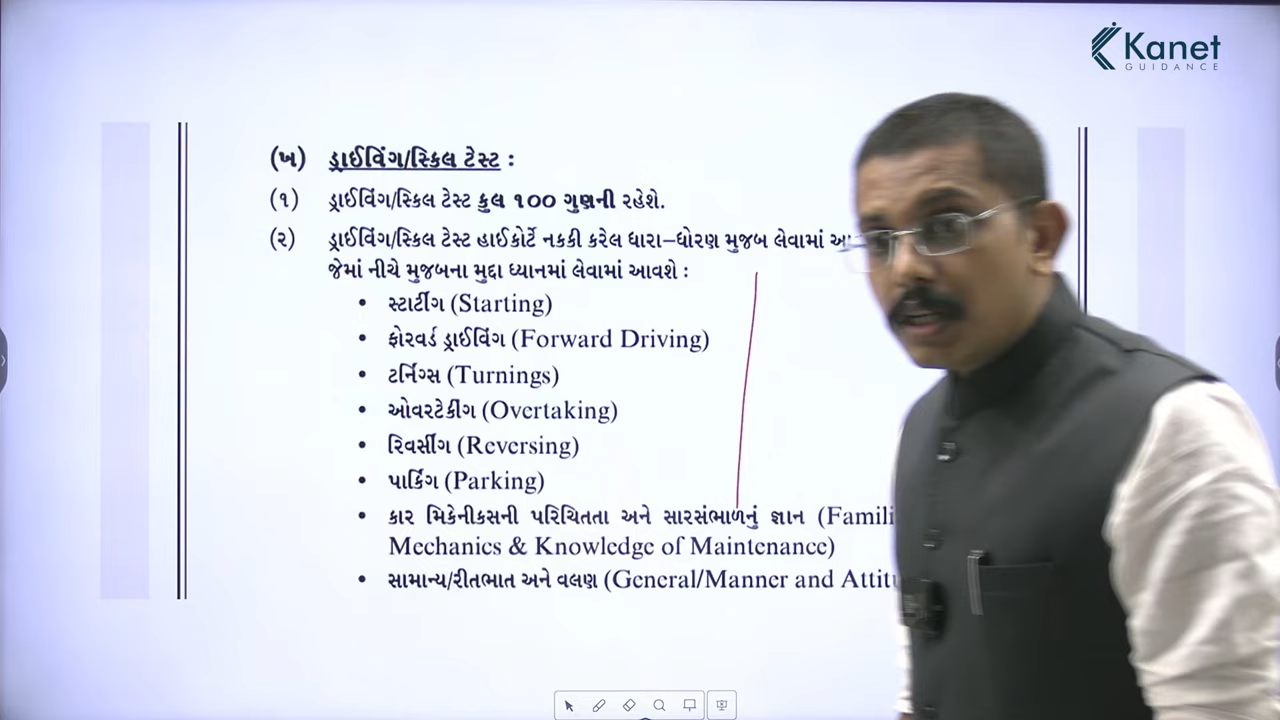 Kanet
GUIDANCE
(ખ) ડ્રાઈવિંગ/સ્કિલ ટેસ્ટ :
(૧) ડ્રાઈવિંગ/સ્કિલ ટેસ્ટ કુલ ૧૦૦ ગુણની રહેશે.
(૨) ડ્રાઈવિંગ/સ્કિલ ટેસ્ટ હાઈકોર્ટે નકકી કરેલ ધારા–ધોરણ મુજબ લેવામાં
જેમાં નીચે મુજબના મુદ્દા ધ્યાનમાં લેવામાં આવશે :
• સ્ટાર્ટીંગ (Starting)
• ફોરવર્ડ ડ્રાઈવિંગ (Forward Driving)
• ટર્નિંગ્સ (Turnings)
• ઓવરટેકીંગ (Overtaking)
• રિવર્સીંગ (Reversing)
• પાર્કિંગ (Parking)
• કાર મિકેનીકસની પરિચિતતા અને સારસંભાળનું જ્ઞાન
Mechanics & Knowledge of Maintenance)
• સામાન્ય/રીતભાત અને વલણ (General/Manner and